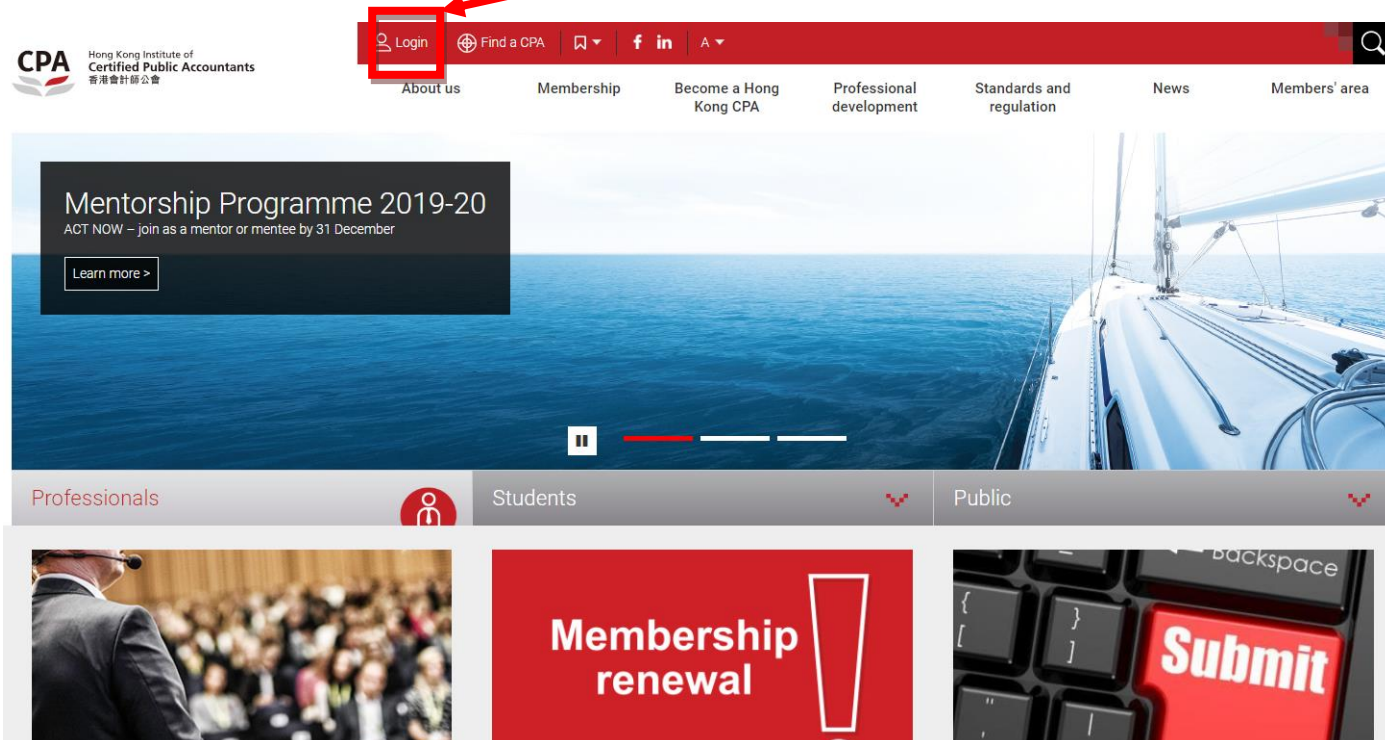 Login
Find a CPA
f in
A
CPA
Hong Kong Institute of
Certified Public Accountants
香港會計師公會
About us
Membership
Become a Hong
Kong CPA
Professional
development
Standards and
regulation
News
Members' area
Mentorship Programme 2019-20
ACT NOW – join as a mentor or mentee by 31 December
Learn more >
Professionals
Students
Public
Membership
renewal
!
Backspace
{
[
}
]
Submit
"